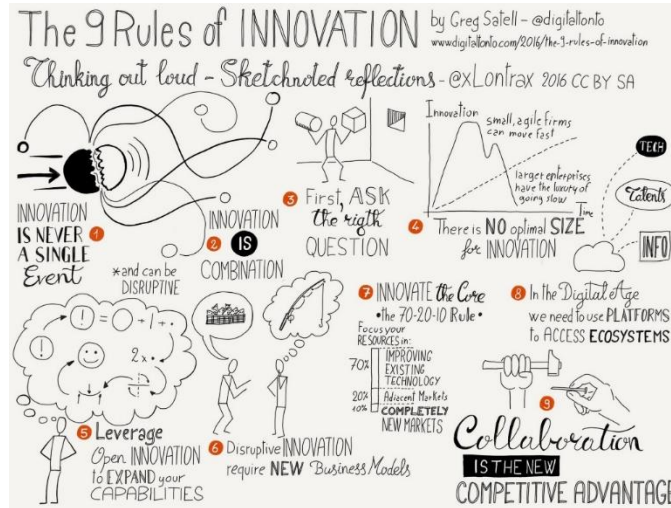 The 9 Rules of INNOVATION
by Greg Satell - @digitaltonto
www.digitaltonto.com/2016/the-9-rules-of-innovation
Thinking out loud - Sketchnoted reflections - @xLontrax 2016 CC BY SA
INNOVATION
IS NEVER
A SINGLE
Event
1
*and can be
DISRUPTIVE
2
INNOVATION
IS
COMBINATION
3
First, ASK
the rigth
QUESTION
Innovation
small, agile firms
can move fast
larger enterprises
have the luxury of
going slow
Time
4
There is NO optimal SIZE
for INNOVATION
TECH
Talents
INFO
! = + 1 + .
!
2x
5 Leverage
Open INNOVATION
to EXPAND your
CAPABILITIES
6 Disruptive INNOVATION
require NEW Business Models
7 INNOVATE the Core
• the 70-20-10 Rule •
Focus your
RESOURCES in:
70%
IMPROVING
EXISTING
TECHNOLOGY
20% Adiacent Markets
10% COMPLETELY
NEW MARKETS
8 In the Digital Age
we need to use PLATFORMS
to ACCESS ECOSYSTEMS
9
Collaboration
IS THE NEW
COMPETITIVE ADVANTAGE